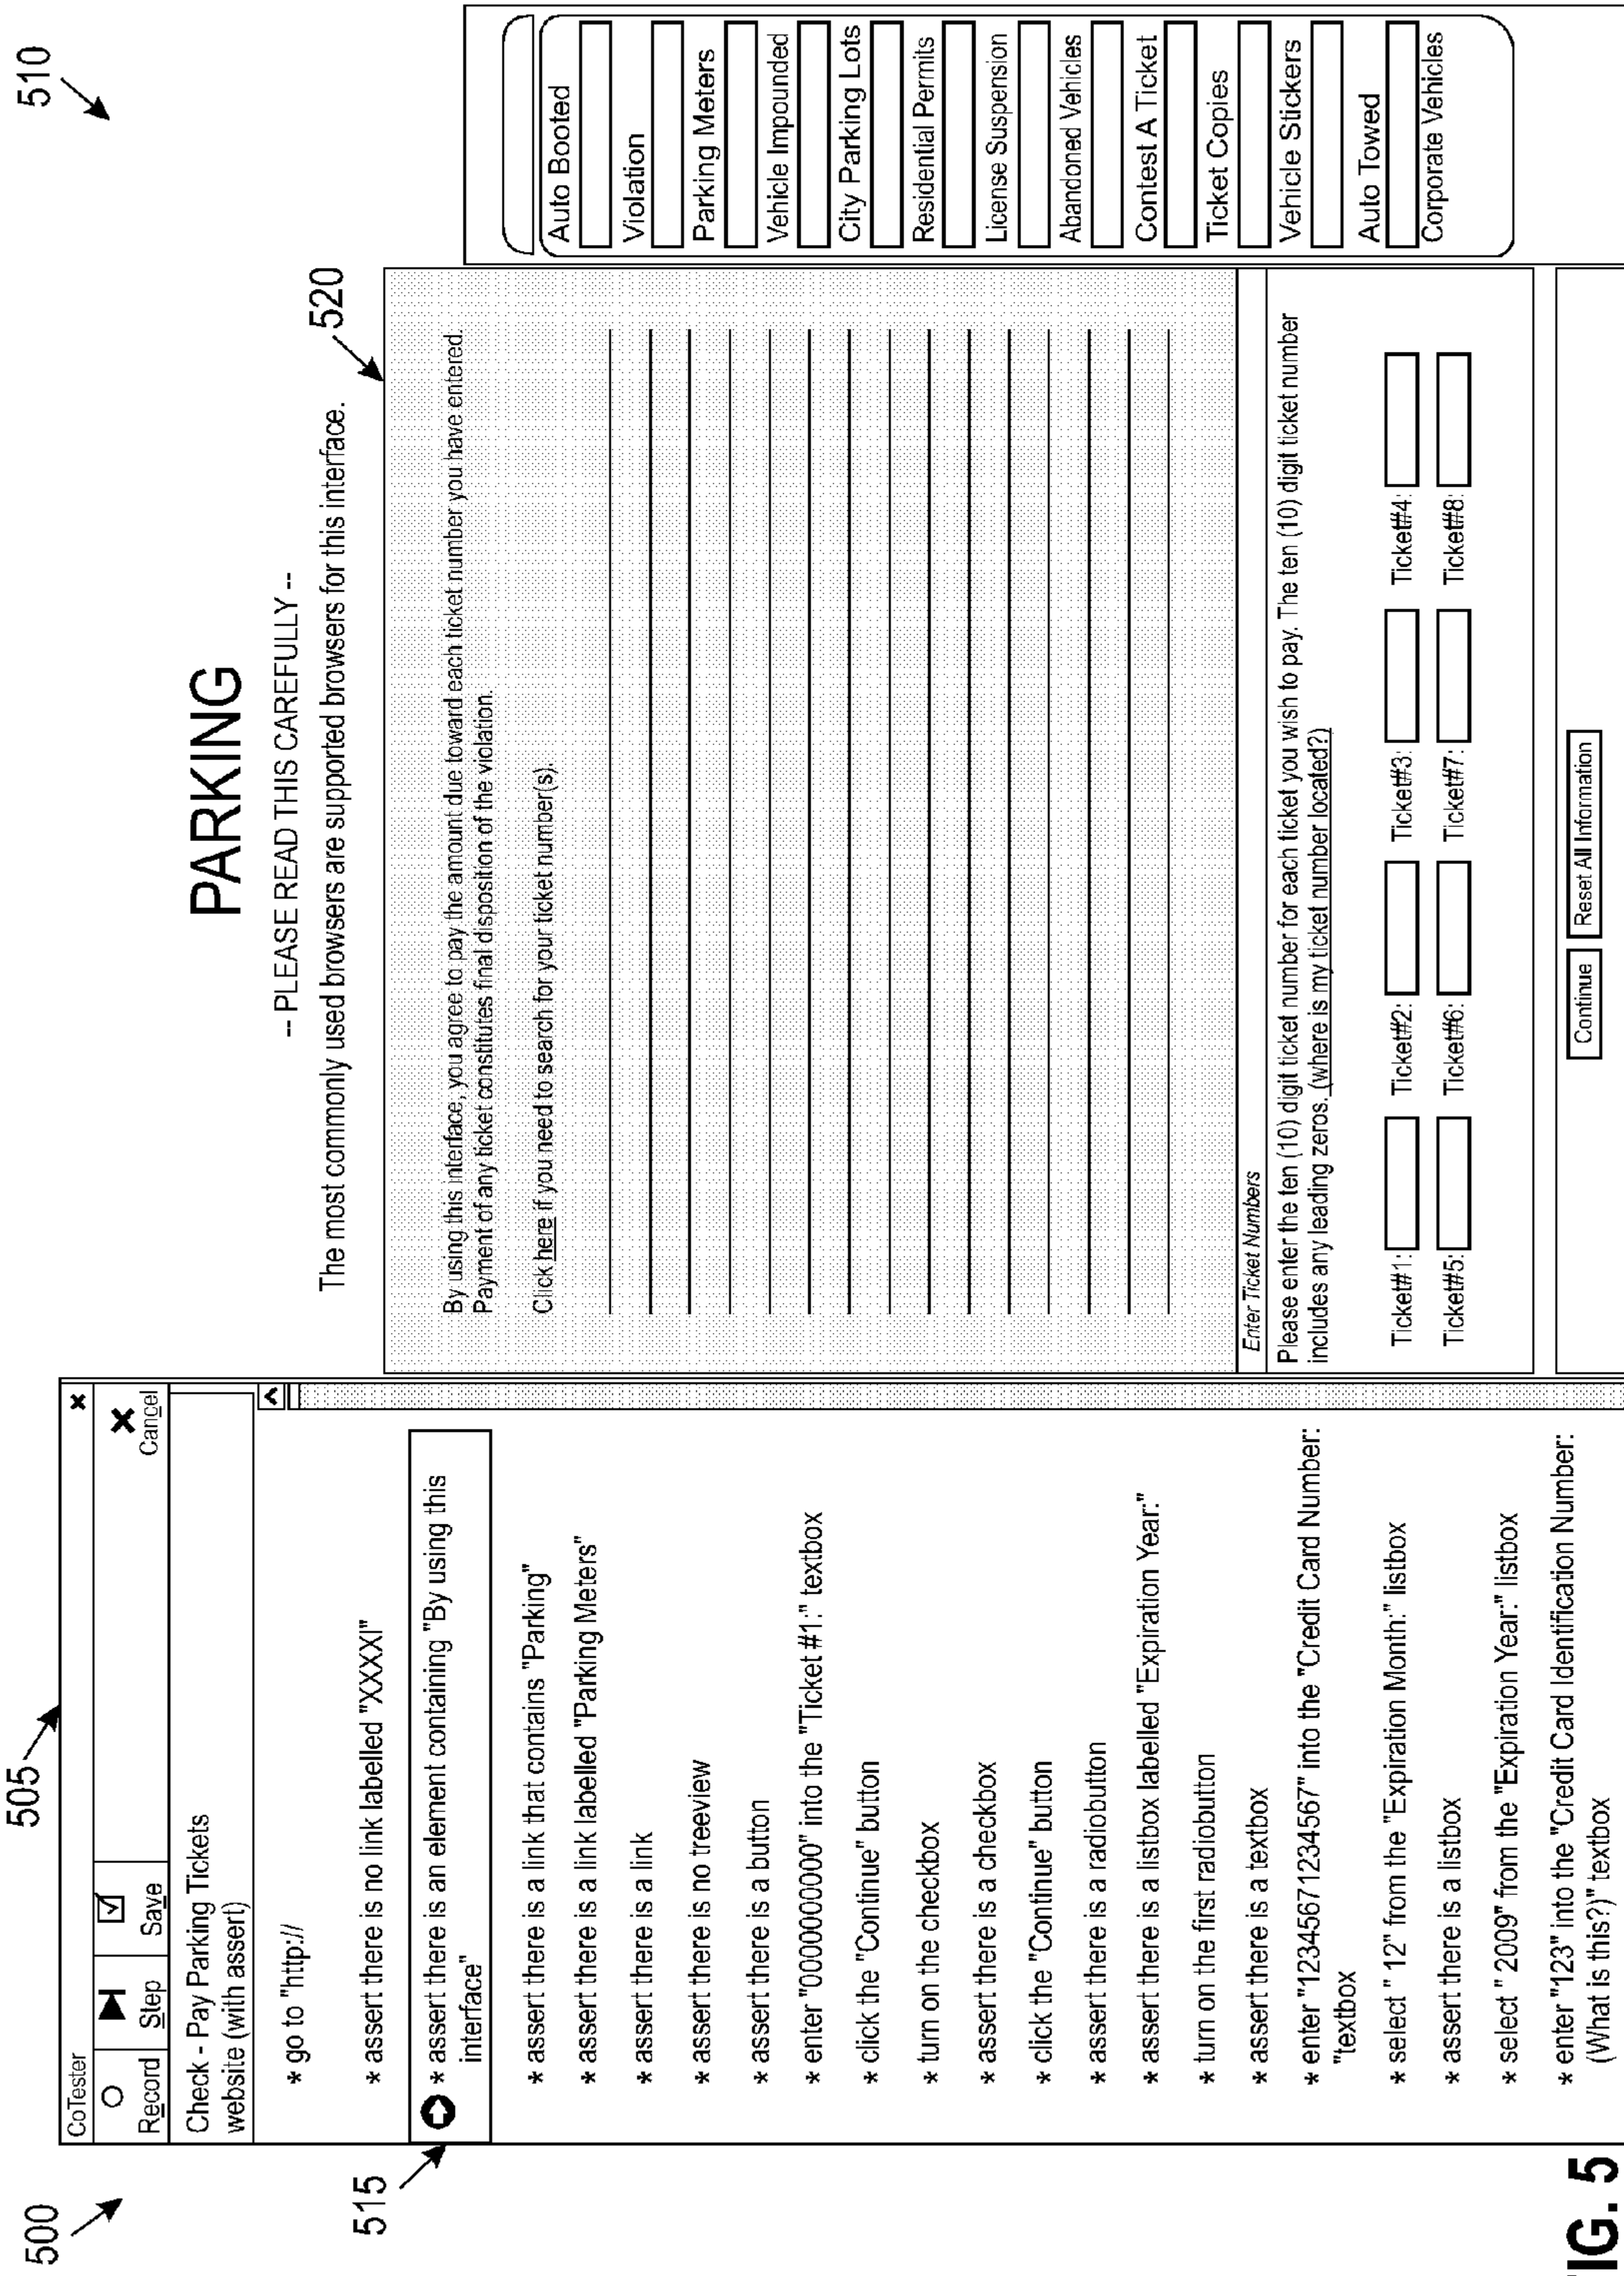 500
505
510
CoTester
×
Record
Step
Save
Cancel
Check - Pay Parking Tickets
website (with assert)
* go to "http://
* assert there is no link labelled "XXXXI"
515
* assert there is an element containing "By using this
interface"
* assert there is a link that contains "Parking"
* assert there is a link labelled "Parking Meters"
* assert there is a link
* assert there is no treeview
* assert there is a button
* enter "0000000000" into the "Ticket #1:" textbox
* click the "Continue" button
* turn on the checkbox
* assert there is a checkbox
* click the "Continue" button
* assert there is a radiobutton
* assert there is a listbox labelled "Expiration Year:"
* turn on the first radiobutton
* assert there is a textbox
* enter "12345671234567" into the "Credit Card Number:
"textbox
* select " 12" from the "Expiration Month:" listbox
* assert there is a listbox
* select " 2009" from the "Expiration Year:" listbox
* enter "123" into the "Credit Card Identification Number:
(What is this?)" textbox
PARKING
-- PLEASE READ THIS CAREFULLY --
The most commonly used browsers are supported browsers for this interface.
520
By using this interface, you agree to pay the amount due toward each ticket number you have entered.
Payment of any ticket constitutes final disposition of the violation.
Click here if you need to search for your ticket number(s).
Enter Ticket Numbers
Please enter the ten (10) digit ticket number for each ticket you wish to pay. The ten (10) digit ticket number
includes any leading zeros. (where is my ticket number located?)
Ticket#1: Ticket#2: Ticket#3: Ticket#4:
Ticket#5: Ticket#6: Ticket#7: Ticket#8:
Continue Reset All Information
Auto Booted
Violation
Parking Meters
Vehicle Impounded
City Parking Lots
Residential Permits
License Suspension
Abandoned Vehicles
Contest A Ticket
Ticket Copies
Vehicle Stickers
Auto Towed
Corporate Vehicles
IG. 5